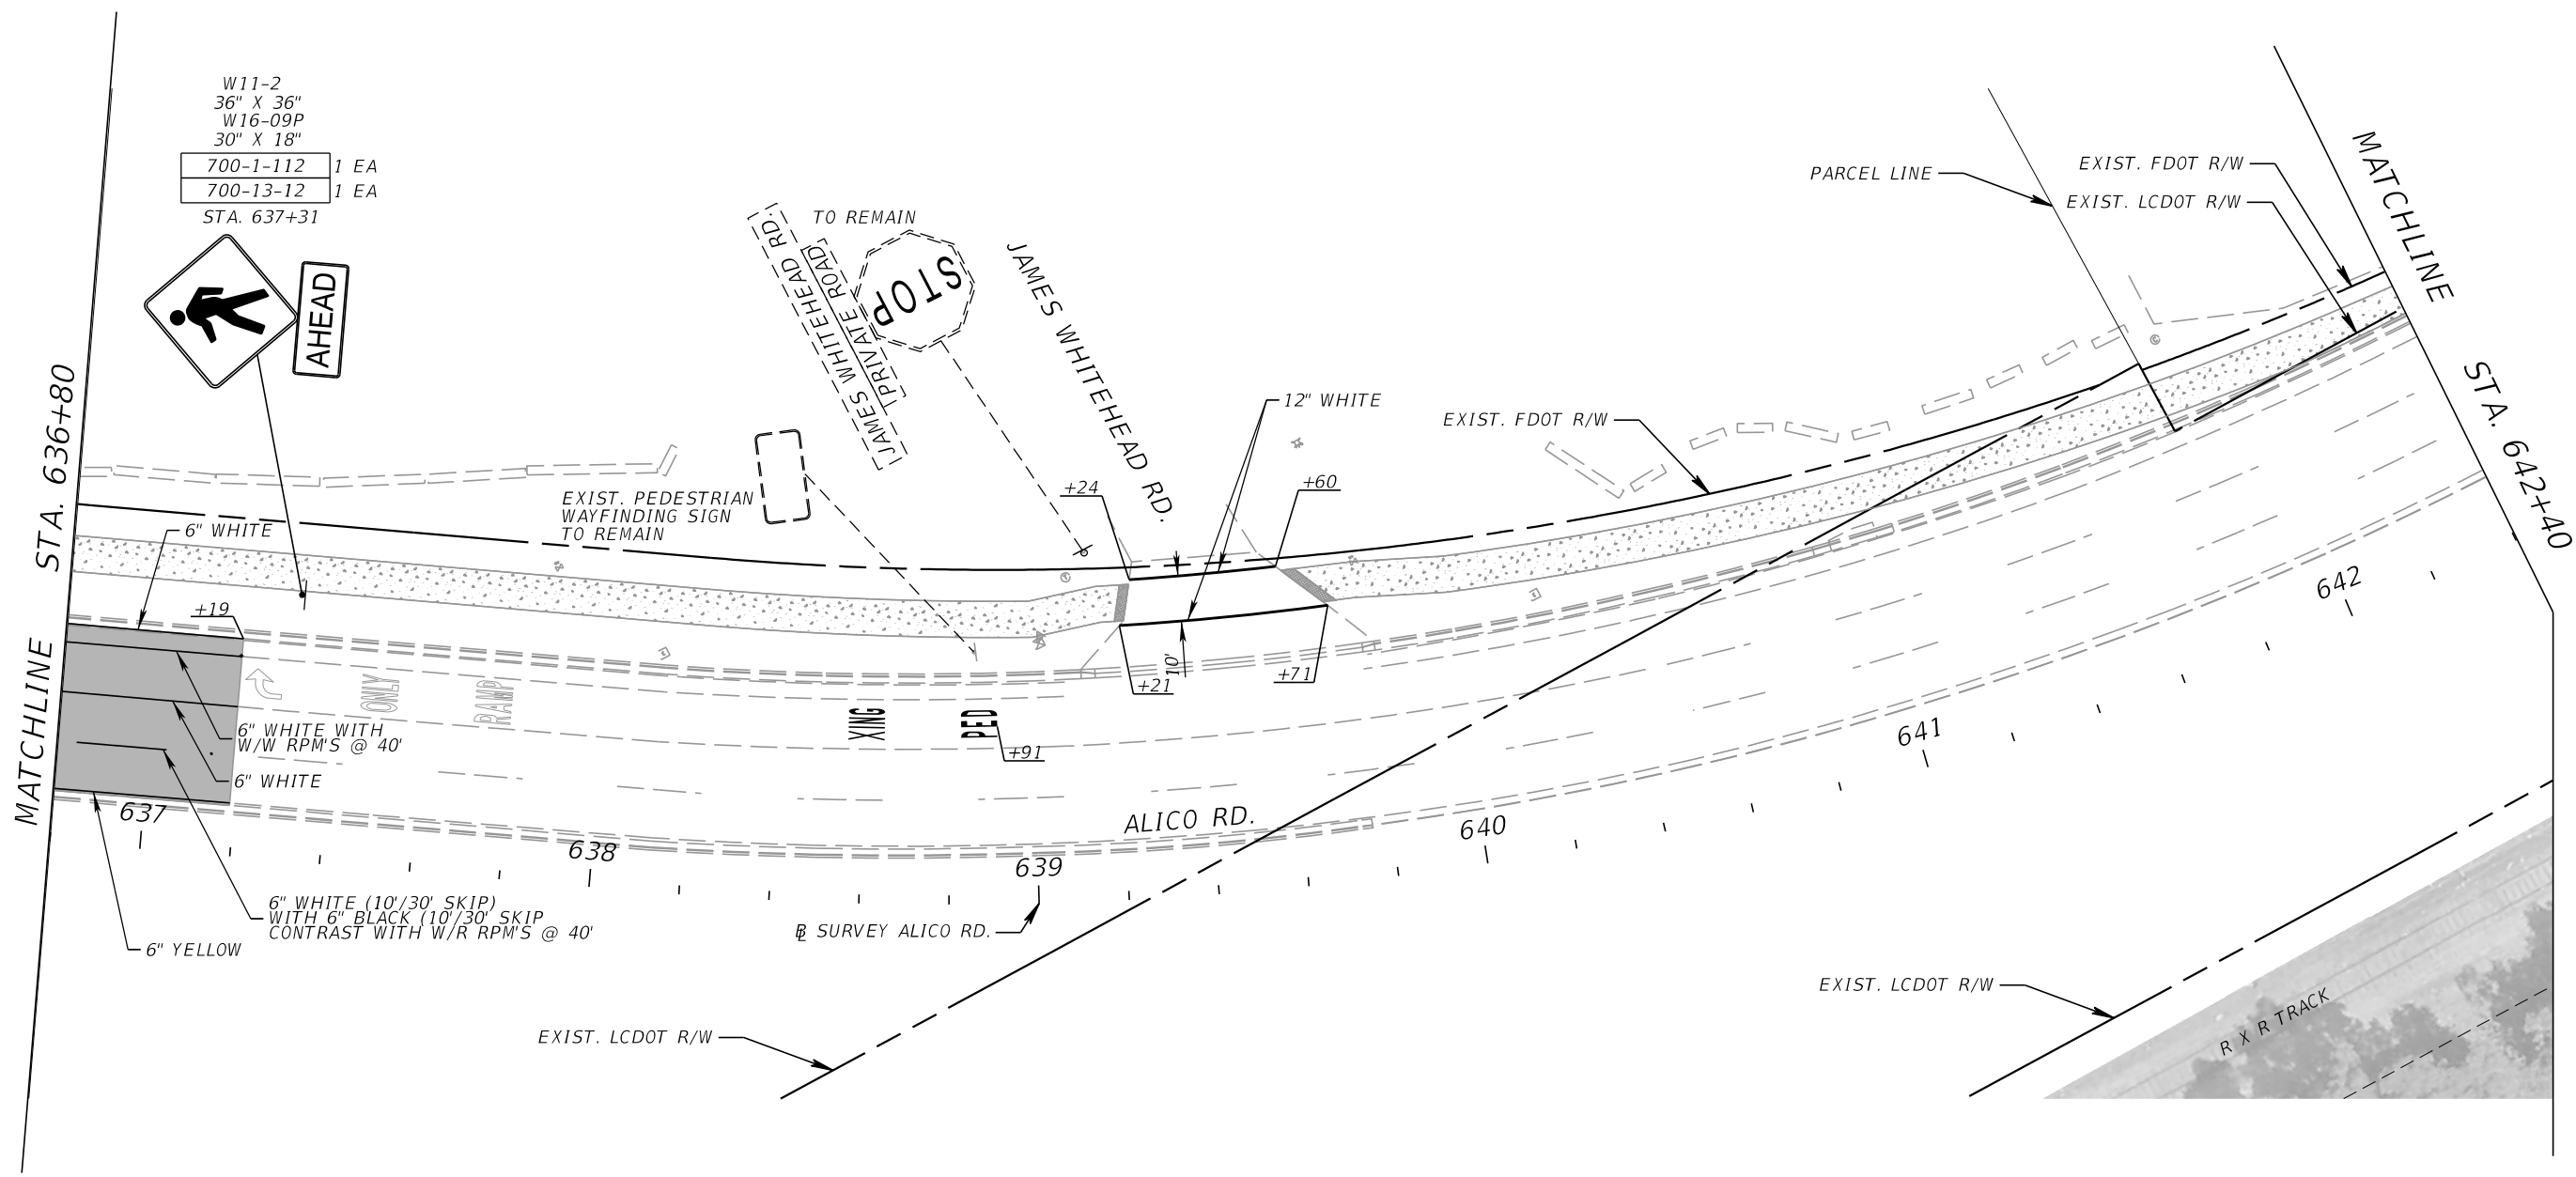 W11-2
36" X 36"
W16-09P
30" X 18"
700-1-112 1 EA
700-13-12 1 EA
STA. 637+31
AHEAD
MATCHLINE STA. 636+80
6" WHITE
+19
6" WHITE WITH
W/W RPM'S @ 40'
6" WHITE
637
6" WHITE (10'/30' SKIP)
WITH 6" BLACK (10'/30' SKIP
CONTRAST WITH W/R RPM'S @ 40'
6" YELLOW
ONLY
RAMP
EXIST. PEDESTRIAN
WAYFINDING SIGN
TO REMAIN
JAMES WHITEHEAD RD.
JAMES WHITEHEAD RD.
(PRIVATE ROAD)
TO REMAIN
STOP
JAMES WHITEHEAD RD.
+24
12" WHITE
+60
+21
10'
+71
XING
PED
+91
638
639
ALICO RD.
640
641
642
BL SURVEY ALICO RD.
EXIST. LCDOT R/W
EXIST. FDOT R/W
PARCEL LINE
EXIST. FDOT R/W
EXIST. LCDOT R/W
MATCHLINE STA. 642+40
EXIST. LCDOT R/W
R X R TRACK